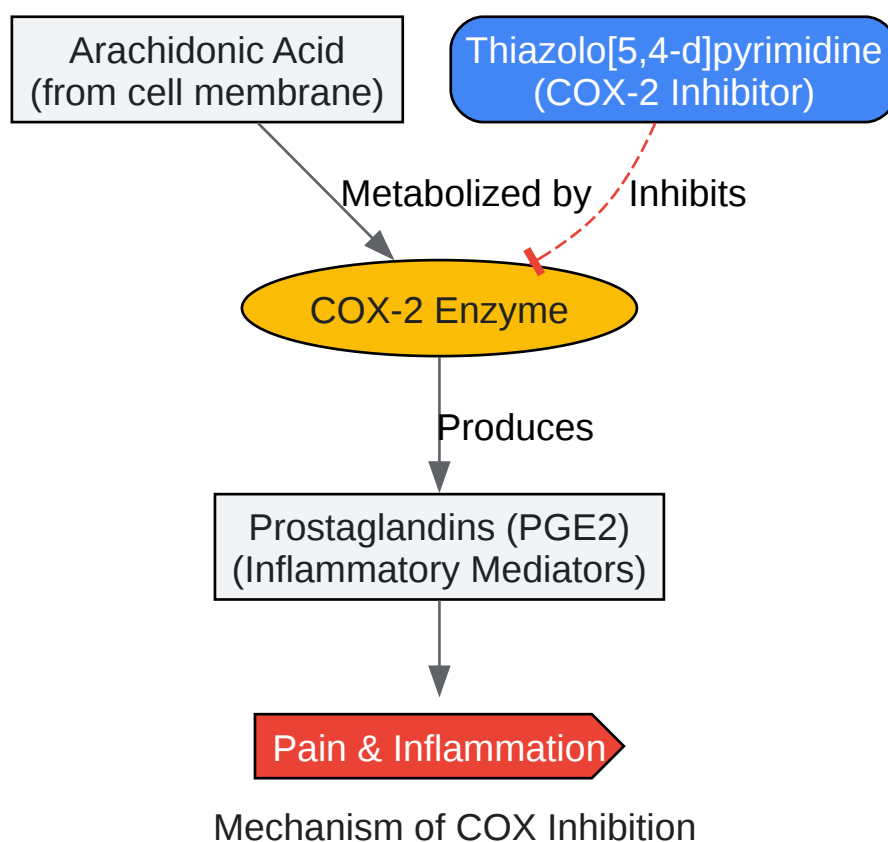 Arachidonic Acid
(from cell membrane)
Thiazolo[5,4-d]pyrimidine
(COX-2 Inhibitor)
Metabolized by
Inhibits
COX-2 Enzyme
Produces
Prostaglandins (PGE2)
(Inflammatory Mediators)
Pain & Inflammation
Mechanism of COX Inhibition